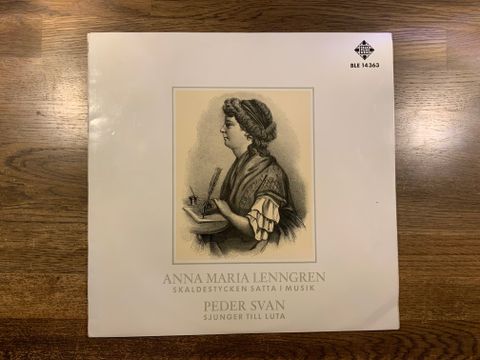 BLE 14363
ANNA MARIA LENNGREN
SKALDESTYCKEN SATTA I MUSIK
PEDER SVAN
SJUNGER TILL LUTA